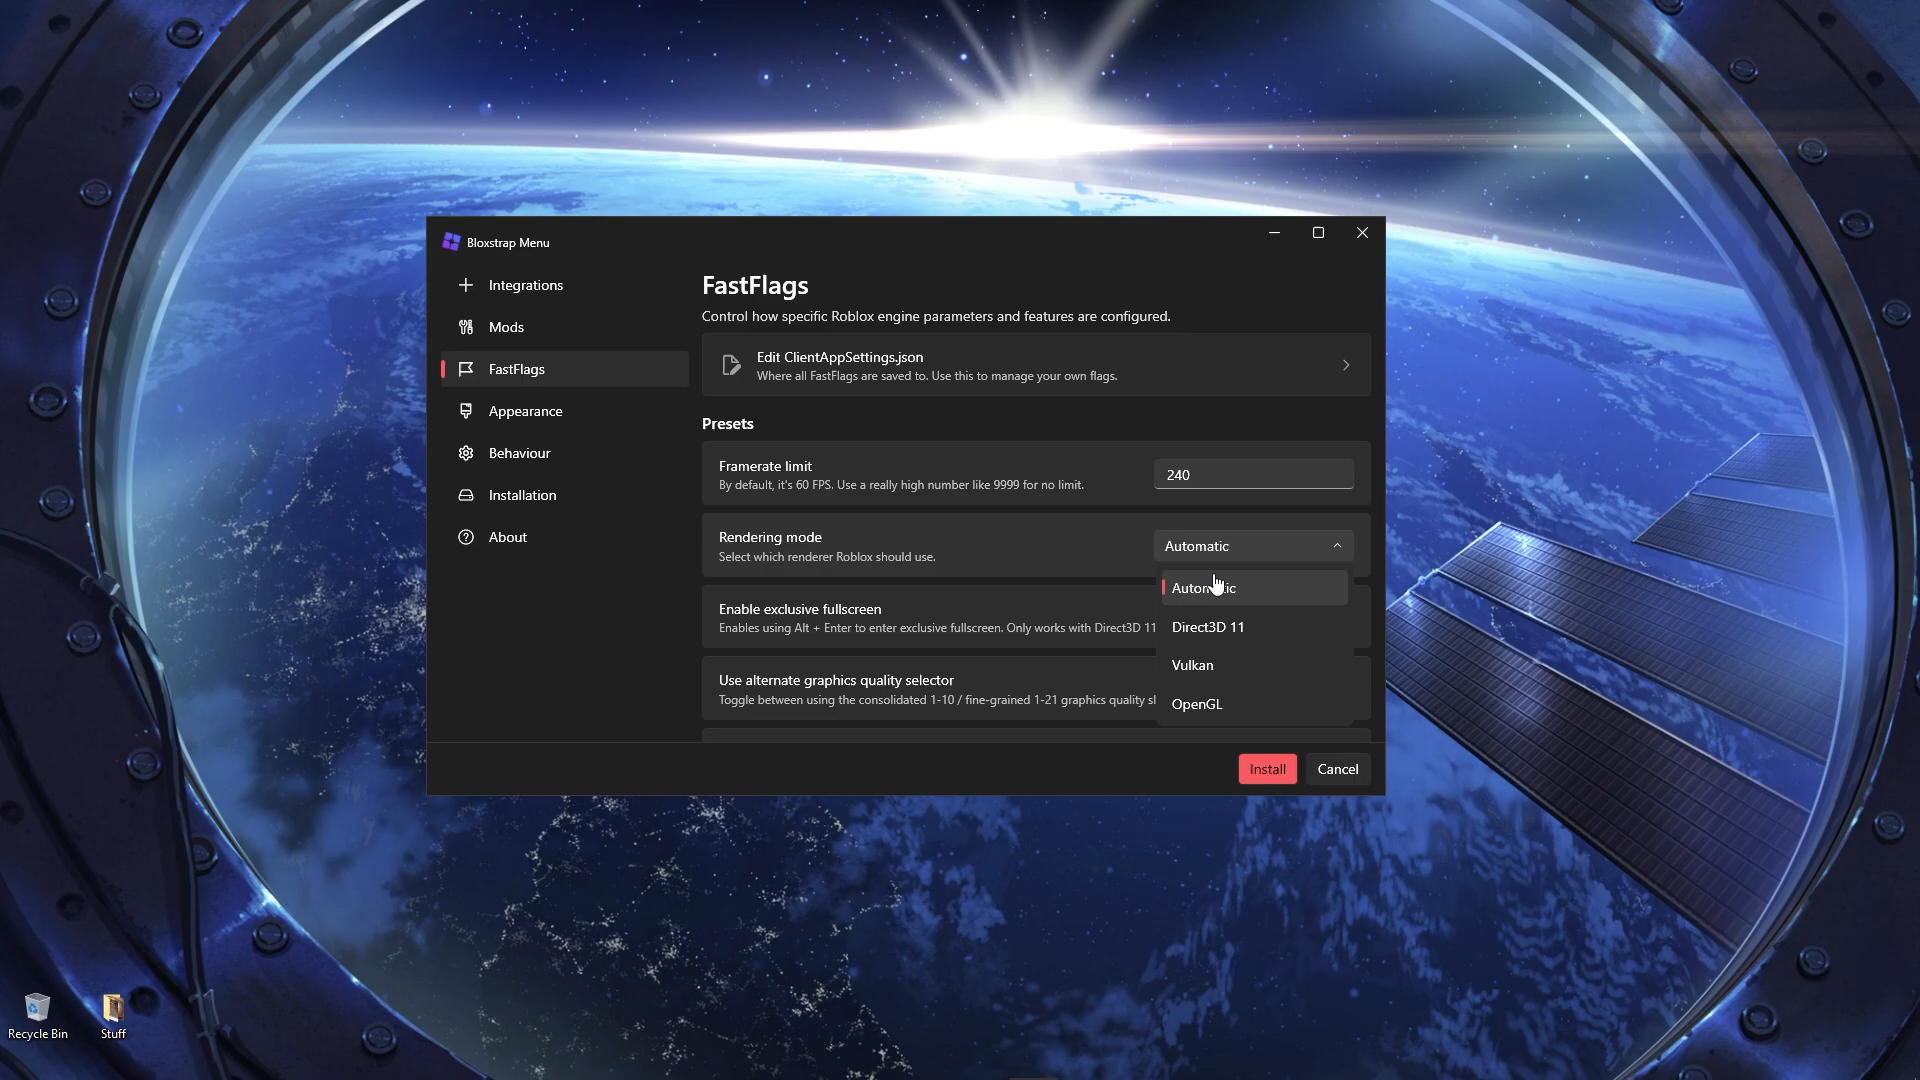 Bloxstrap Menu
Integrations
Mods
FastFlags
Appearance
Behaviour
Installation
About
FastFlags
Control how specific Roblox engine parameters and features are configured.
Edit ClientAppSettings.json
Where all FastFlags are saved to. Use this to manage your own flags.
Presets
Framerate limit
By default, it's 60 FPS. Use a really high number like 9999 for no limit.
240
Rendering mode
Select which renderer Roblox should use.
Automatic
Automatic
Direct3D 11
Vulkan
OpenGL
Enable exclusive fullscreen
Enables using Alt + Enter to enter exclusive fullscreen. Only works with Direct3D 11
Use alternate graphics quality selector
Toggle between using the consolidated 1-10 / fine-grained 1-21 graphics quality sl
Install
Cancel
Recycle Bin
Stuff